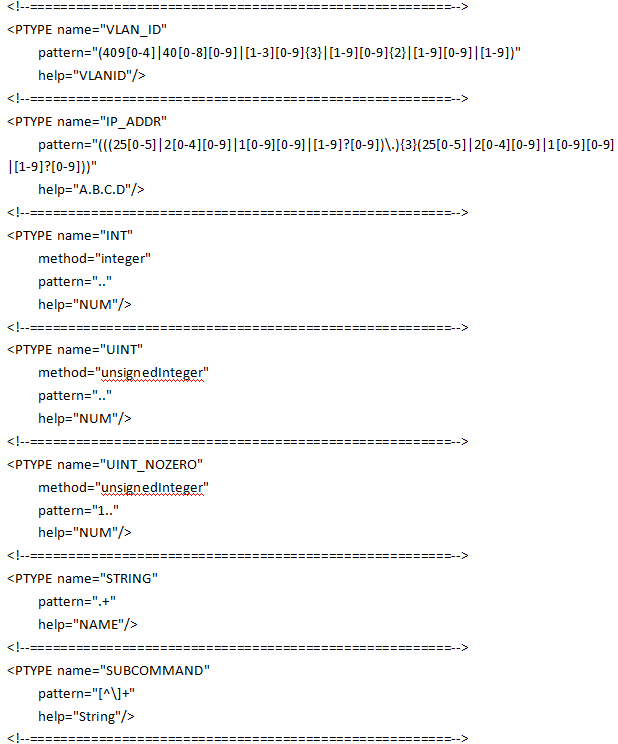 <!--=======================================================-->
<PTYPE name="VLAN_ID"
pattern="(409[0-4]|40[0-8][0-9]|[1-3][0-9]{3}|[1-9][0-9]{2}|[1-9][0-9]|[1-9])"
help="VLANID"/>
<!--=======================================================-->
<PTYPE name="IP_ADDR"
pattern="(((25[0-5]|2[0-4][0-9]|1[0-9][0-9]|[1-9]?[0-9])\.){3}(25[0-5]|2[0-4][0-9]|1[0-9][0-9]
|[1-9]?[0-9]))"
help="A.B.C.D"/>
<!--=======================================================-->
<PTYPE name="INT"
method="integer"
pattern=".."
help="NUM"/>
<!--=======================================================-->
<PTYPE name="UINT"
method="unsignedInteger"
pattern=".."
help="NUM"/>
<!--=======================================================-->
<PTYPE name="UINT_NOZERO"
method="unsignedInteger"
pattern="1.."
help="NUM"/>
<!--=======================================================-->
<PTYPE name="STRING"
pattern=".+"
help="NAME"/>
<!--=======================================================-->
<PTYPE name="SUBCOMMAND"
pattern="[^\]+"
help="String"/>
<!--=======================================================-->